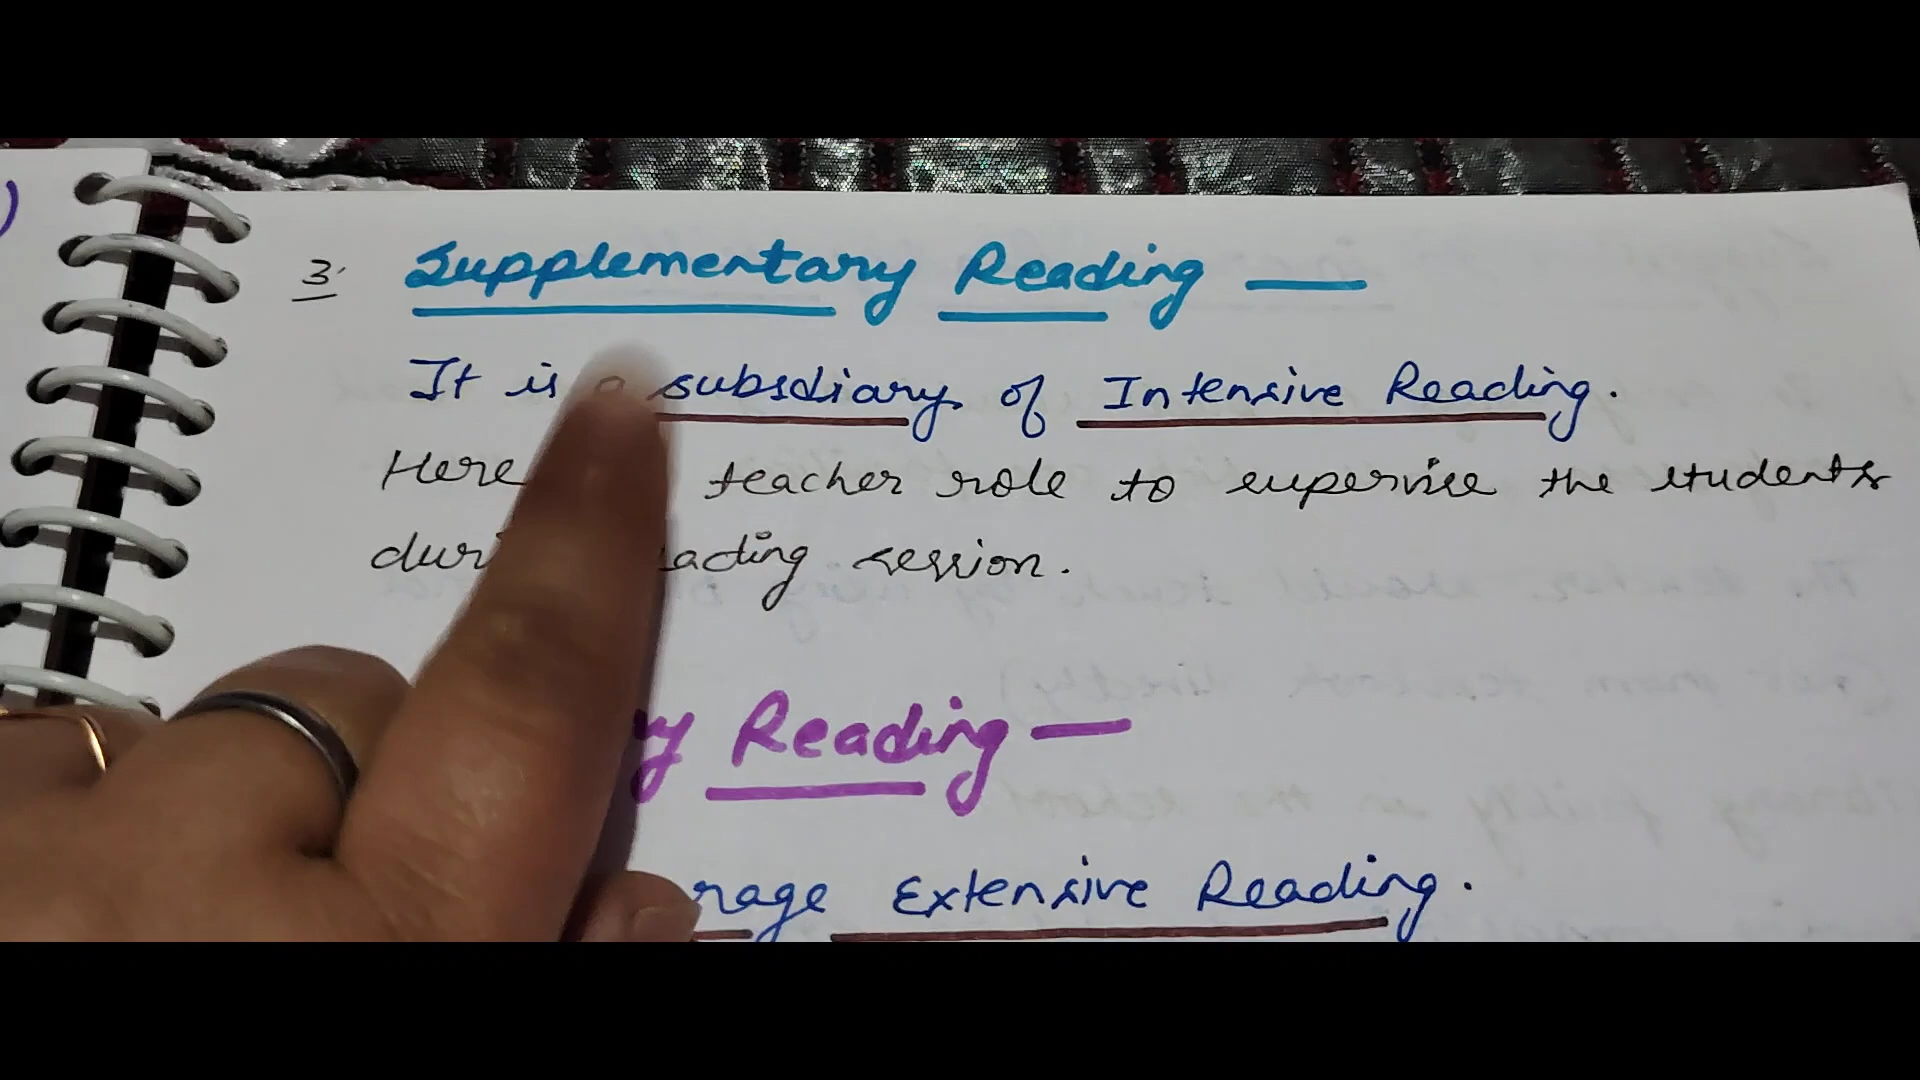 3. Supplementary Reading —
It is a subsdiary of Intensive Reading.
Here teacher role to supervise the students
session.
Reading —
Extensive Reading.